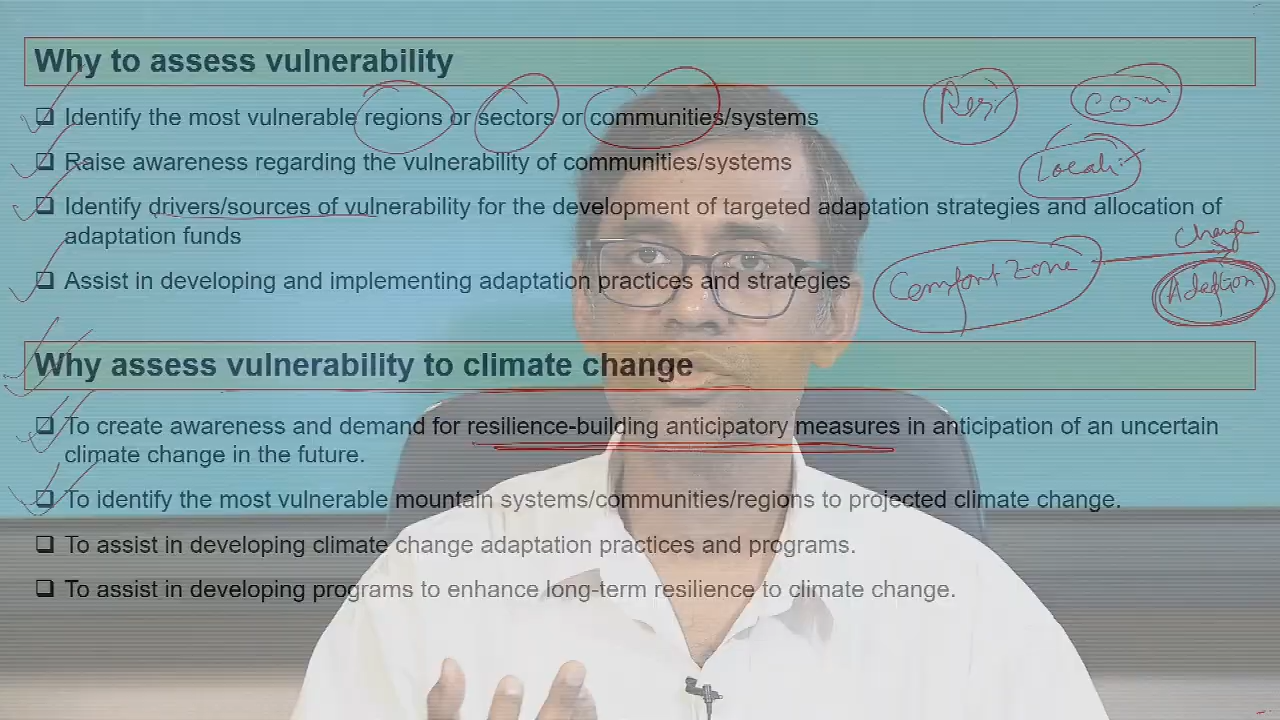 Why to assess vulnerability
❑ Identify the most vulnerable regions or sectors or communities/systems
❑ Raise awareness regarding the vulnerability of communities/systems
❑ Identify drivers/sources of vulnerability for the development of targeted adaptation strategies and allocation of
adaptation funds
❑ Assist in developing and implementing adaptation practices and strategies
Com
Locali
Comfort Zone
Change
Adaption
Why assess vulnerability to climate change
❑ To create awareness and demand for resilience-building anticipatory measures in anticipation of an uncertain
climate change in the future.
❑ To identify the most vulnerable mountain systems/communities/regions to projected climate change.
❑ To assist in developing climate change adaptation practices and programs.
❑ To assist in developing programs to enhance long-term resilience to climate change.